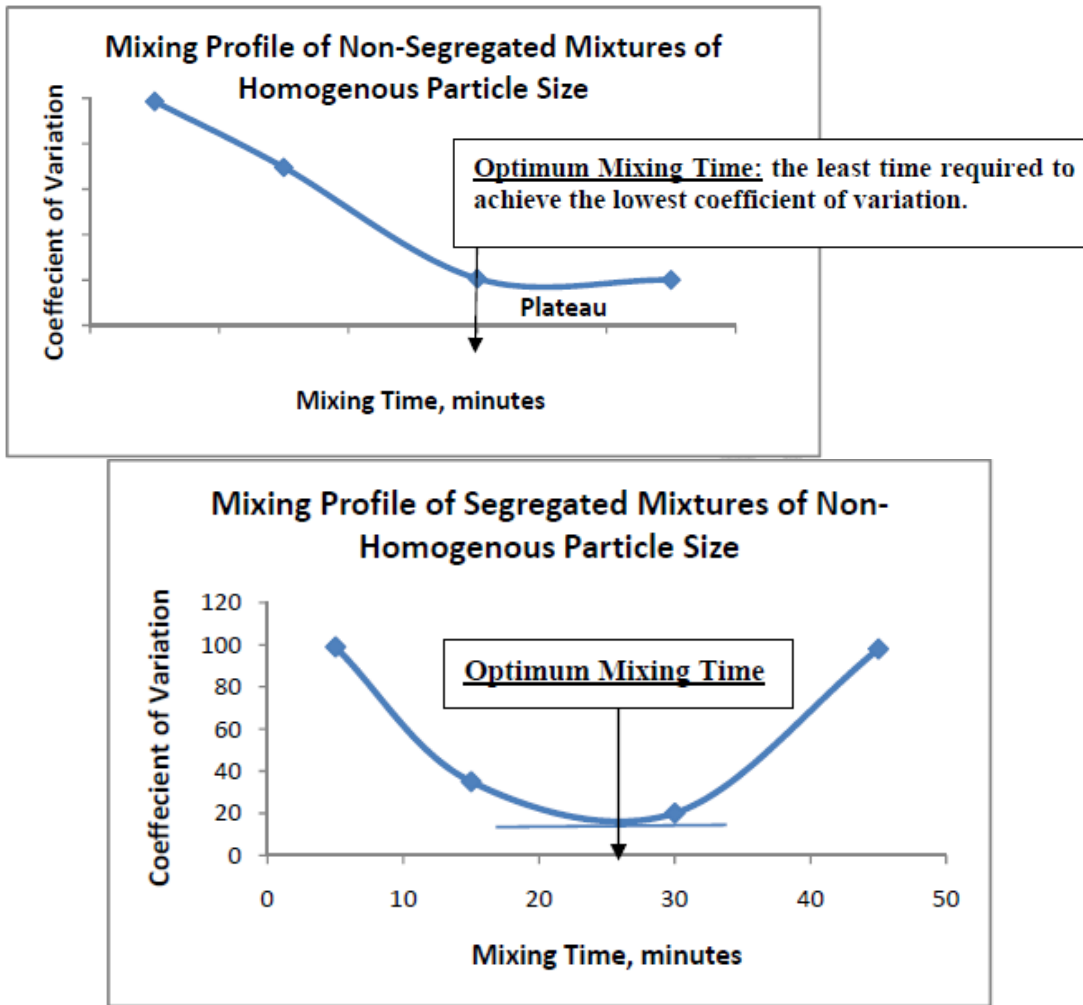 Mixing Profile of Non-Segregated Mixtures of
Homogenous Particle Size
Coeffecient of Variation
Optimum Mixing Time: the least time required to
achieve the lowest coefficient of variation.
Plateau
Mixing Time, minutes
Mixing Profile of Segregated Mixtures of Non-
Homogenous Particle Size
Coeffecient of Variation
120
100
80
60
40
20
0
Optimum Mixing Time
0 10 20 30 40 50
Mixing Time, minutes